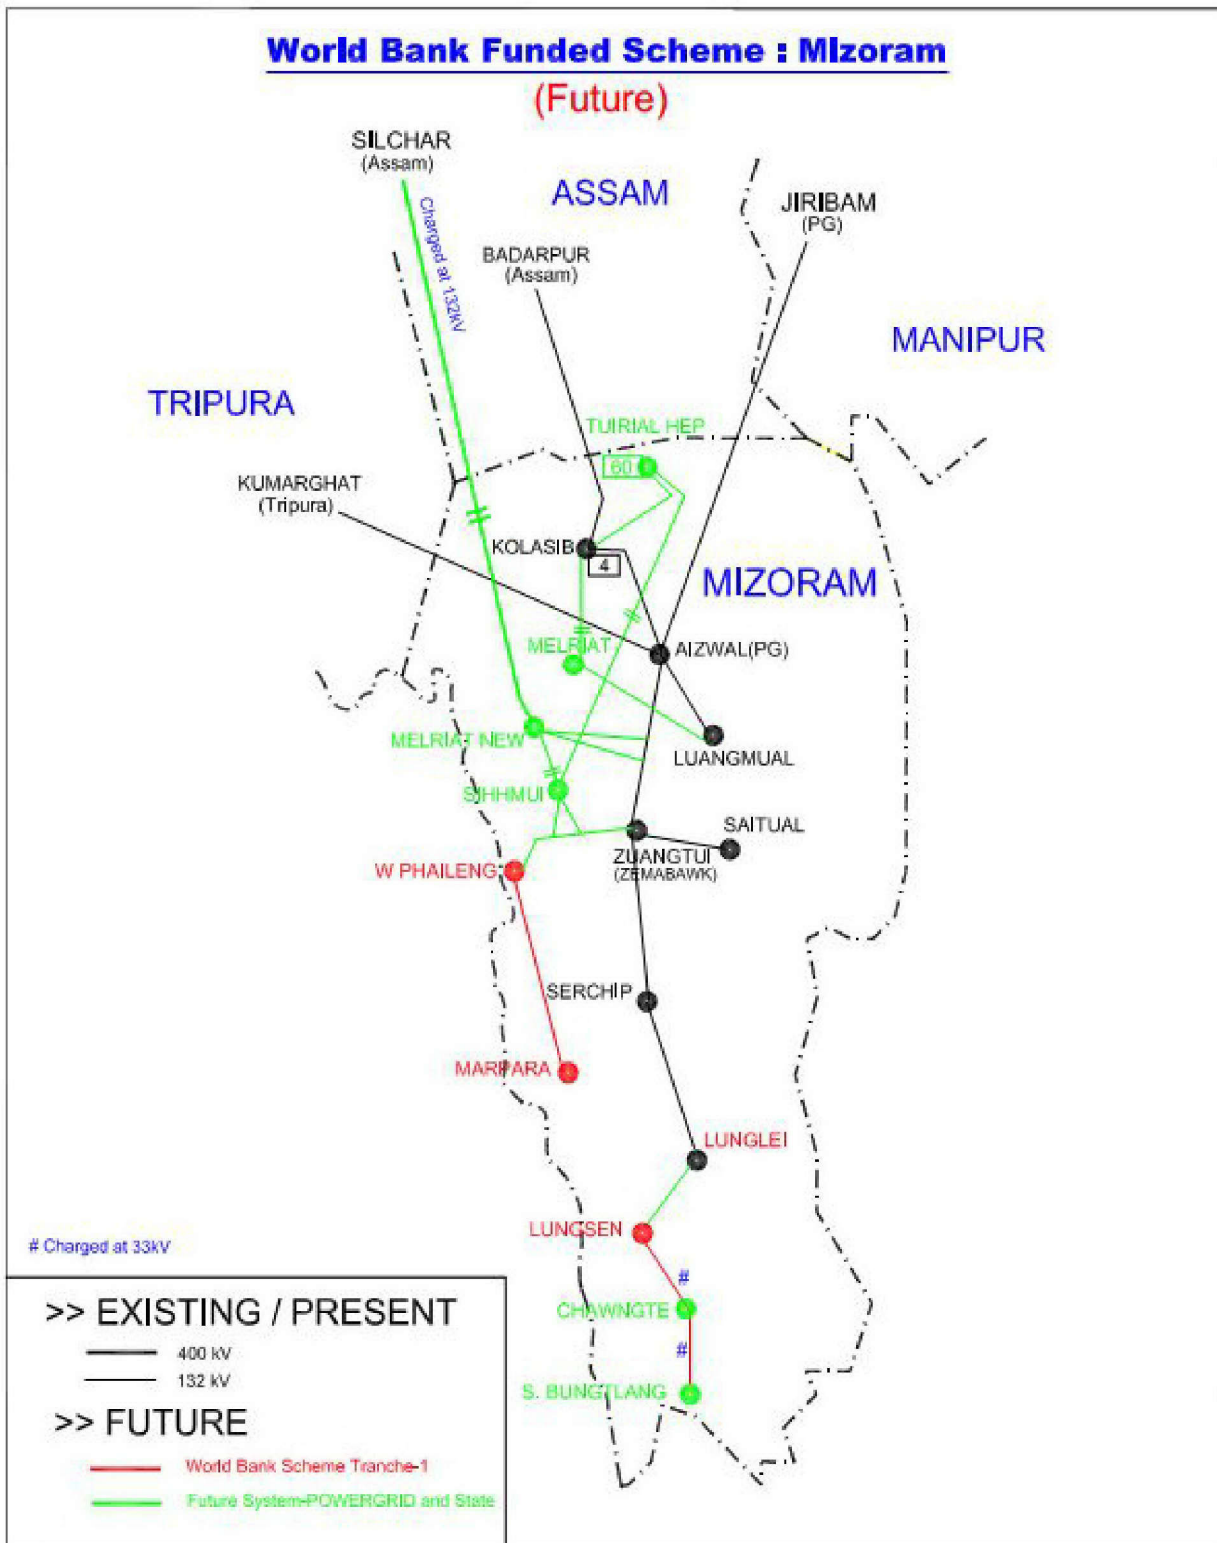 World Bank Funded Scheme : MIzoram
(Future)
SILCHAR
(Assam)
ASSAM
JIRIBAM
(PG)
Charged at 132kV
BADARPUR
(Assam)
MANIPUR
TRIPURA
TUIRIAL HEP
60
KUMARGHAT
(Tripura)
KOLASIB
4
MIZORAM
MELRIAT
AIZWAL(PG)
MELRIAT NEW
LUANGMUAL
SIHHMUI
SAITUAL
ZUANGTUI
(ZEMABAWK)
W PHAILENG
SERCHIP
MARPARA
LUNGLEI
LUNGSEN
# Charged at 33kV
#
CHAWNGTE
#
S. BUNGTLANG
>> EXISTING / PRESENT
400 kV
132 kV
>> FUTURE
World Bank Scheme Tranche-1
Future System-POWERGRID and State